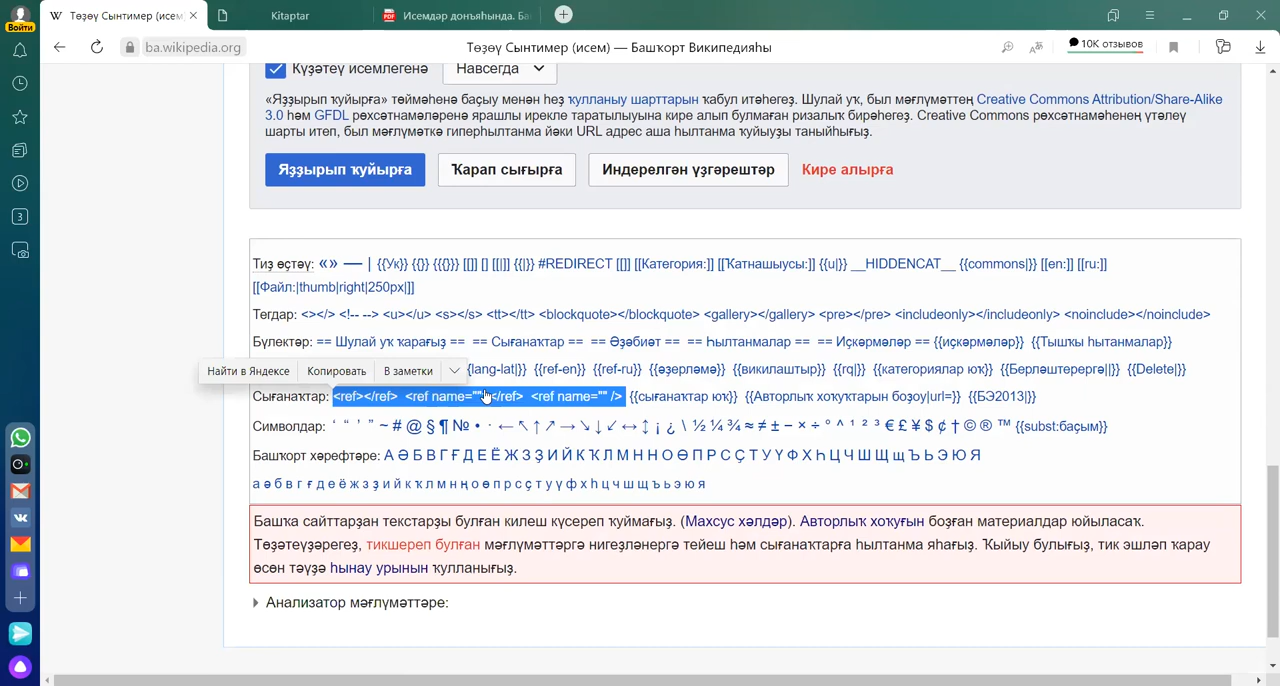 Төҙөү Сынтимер (исем
Kitaptar
Исемдәр донъяһында. Ба
Войти
ba.wikipedia.org
Төҙөү Сынтимер (исем) — Башҡорт Википедияһы
10К отзывов
Күҙәтеү исемлегенә
Навсегда
«Яҙҙырып ҡуйырға» төймәһенә баҫыу менән һеҙ ҡулланыу шарттарын ҡабул итәһегеҙ. Шулай уҡ, был мәғлүмәттең Creative Commons Attribution/Share-Alike
3.0 һәм GFDL рөхсәтнамәләренә ярашлы ирекле таратылыуына кире алып булмаған ризалыҡ бирәһегеҙ. Creative Commons рөхсәтнамәһенең үтәлеү
шарты итеп, был мәғлүмәткә гиперһылтанма йәки URL адрес аша һылтанма ҡуйыуҙы таныйһығыҙ.
Яҙҙырып ҡуйырға
Ҡарап сығырға
Индерелгән үҙгәрештәр
Кире алырға
Тиҙ өҫтәү: «» — | {{Уҡ}} {{}} {{{}}} [[]] [] [[|]] {{|}} #REDIRECT [[]] [[Категория:]] [[Ҡатнашыусы:]] {{u|}} __HIDDENCAT__ {{commons|}} [[en:]] [[ru:]]
[[Файл:|thumb|right|250px|]]
Тегдар: <></> <!-- --> <u></u> <s></s> <tt></tt> <blockquote></blockquote> <gallery></gallery> <pre></pre> <includeonly></includeonly> <noinclude></noinclude>
Бүлектәр: == Шулай уҡ ҡарағыҙ == == Сығанаҡтар == == Әҙәбиәт == == Һылтанмалар == == Иҫкәрмәләр == {{иҫкәрмәләр}} {{Тышҡы һылтанмалар}}
Найти в Яндексе
Копировать
В заметки
lang-lat|}} {{ref-en}} {{ref-ru}} {{әҙерләмә}} {{викилаштыр}} {{rq|}} {{категориялар юҡ}} {{Берләштерергә||}} {{Delete|}}
Сығанаҡтар: <ref></ref> <ref name=""></ref> <ref name="" /> {{сығанаҡтар юҡ}} {{Авторлыҡ хоҡуҡтарын боҙоу|url=}} {{БЭ2013|}}
Символдар: ‘ “ ’ ” ~ # @ § ¶ № • · ← ↖ ↑ ↗ → ↘ ↓ ↙ ↔ ↕ ¡ ¿ \ ½ ¼ ¾ ≈ ≠ ± − × ÷ ° ^ ¹ ² ³ € £ ¥ $ ¢ † © ® ™ {{subst:баҫым}}
Башҡорт хәрефтәре: А Ә Б В Г Ғ Д Е Ё Ж З Ҙ И Й К Ҡ Л М Н Ң О Ө П Р С Ҫ Т У Ү Ф Х Һ Ц Ч Ш Щ щ Ъ Ь Э Ю Я
а ә б в г ғ д е ё ж з ҙ и й к ҡ л м н ң о ө п р с ҫ т у ү ф х һ ц ч ш щ ъ ь э ю я
Башҡа сайттарҙан текстарҙы булған килеш күсереп ҡуймағыҙ. (Махсус хәлдәр). Авторлыҡ хоҡуғын боҙған материалдар юйыласаҡ.
Төҙәтеүҙәрегеҙ, тикшереп булған мәғлүмәттәргә нигеҙләнергә тейеш һәм сығанаҡтарға һылтанма яһағыҙ. Ҡыйыу булығыҙ, тик эшләп ҡарау
өсөн тәүҙә һынау урынын ҡулланығыҙ.
Анализатор мәғлүмәттәре: